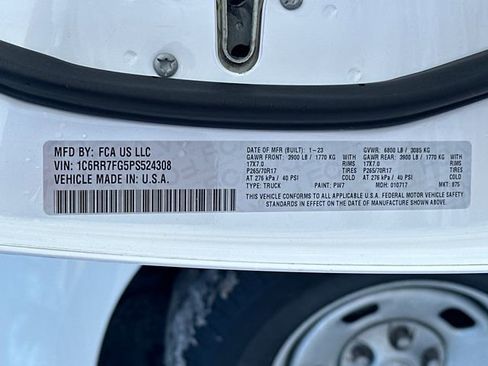 MFD BY: FCA US LLC
VIN: 1C6RR7FG5PS524308
VEHICLE MADE IN U.S.A.
DATE OF MFR (BUILT): 1-23 GVWR: 6800 LB / 3085 KG
GAWR FRONT: 3900 LB / 1770 KG GAWR REAR: 3900 LB / 1770 KG
17X7.0 RIMS 17X7.0 RIMS
P265/70R17 TIRES P265/70R17 TIRES
AT 276 kPa / 40 PSI COLD AT 276 kPa / 40 PSI COLD
TYPE: TRUCK PAINT: PW7 MDH: 010717 MKT: 875
THIS VEHICLE CONFORMS TO ALL APPLICABLE U.S.A. FEDERAL MOTOR VEHICLE SAFETY
STANDARDS IN EFFECT ON THE DATE OF MANUFACTURE SHOWN ABOVE.